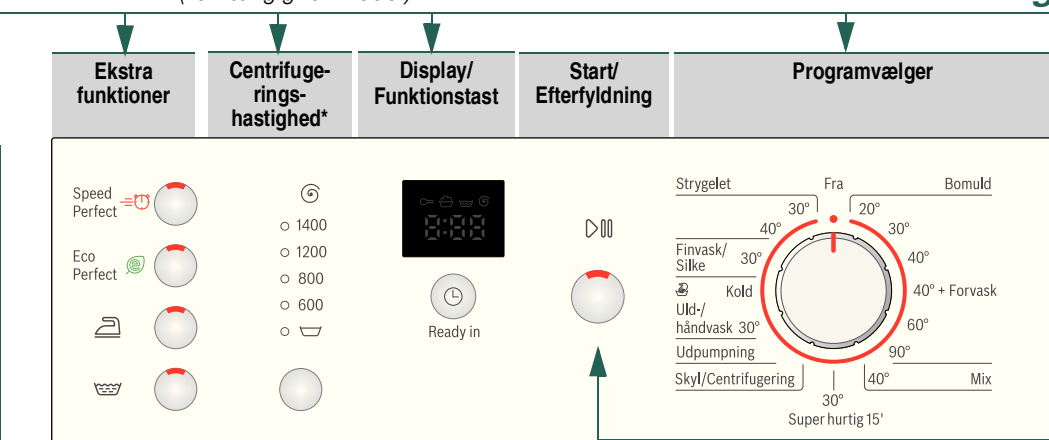 Ekstra
funktioner
Centrifuge-
rings-
hastighed*
Display/
Funktionstast
Start/
Efterfyldning
Programvælger
Speed
Perfect
Eco
Perfect
1400
1200
800
600
8:88
Ready in
Strygelet
Fra
Bomuld
30°
20°
40°
30°
Finvask/
Silke 30°
40°
Kold
40° + Forvask
Uld-/
håndvask 30°
60°
Udpumpning
90°
Skyl/Centrifugering
40°
Mix
30°
Super hurtig 15'